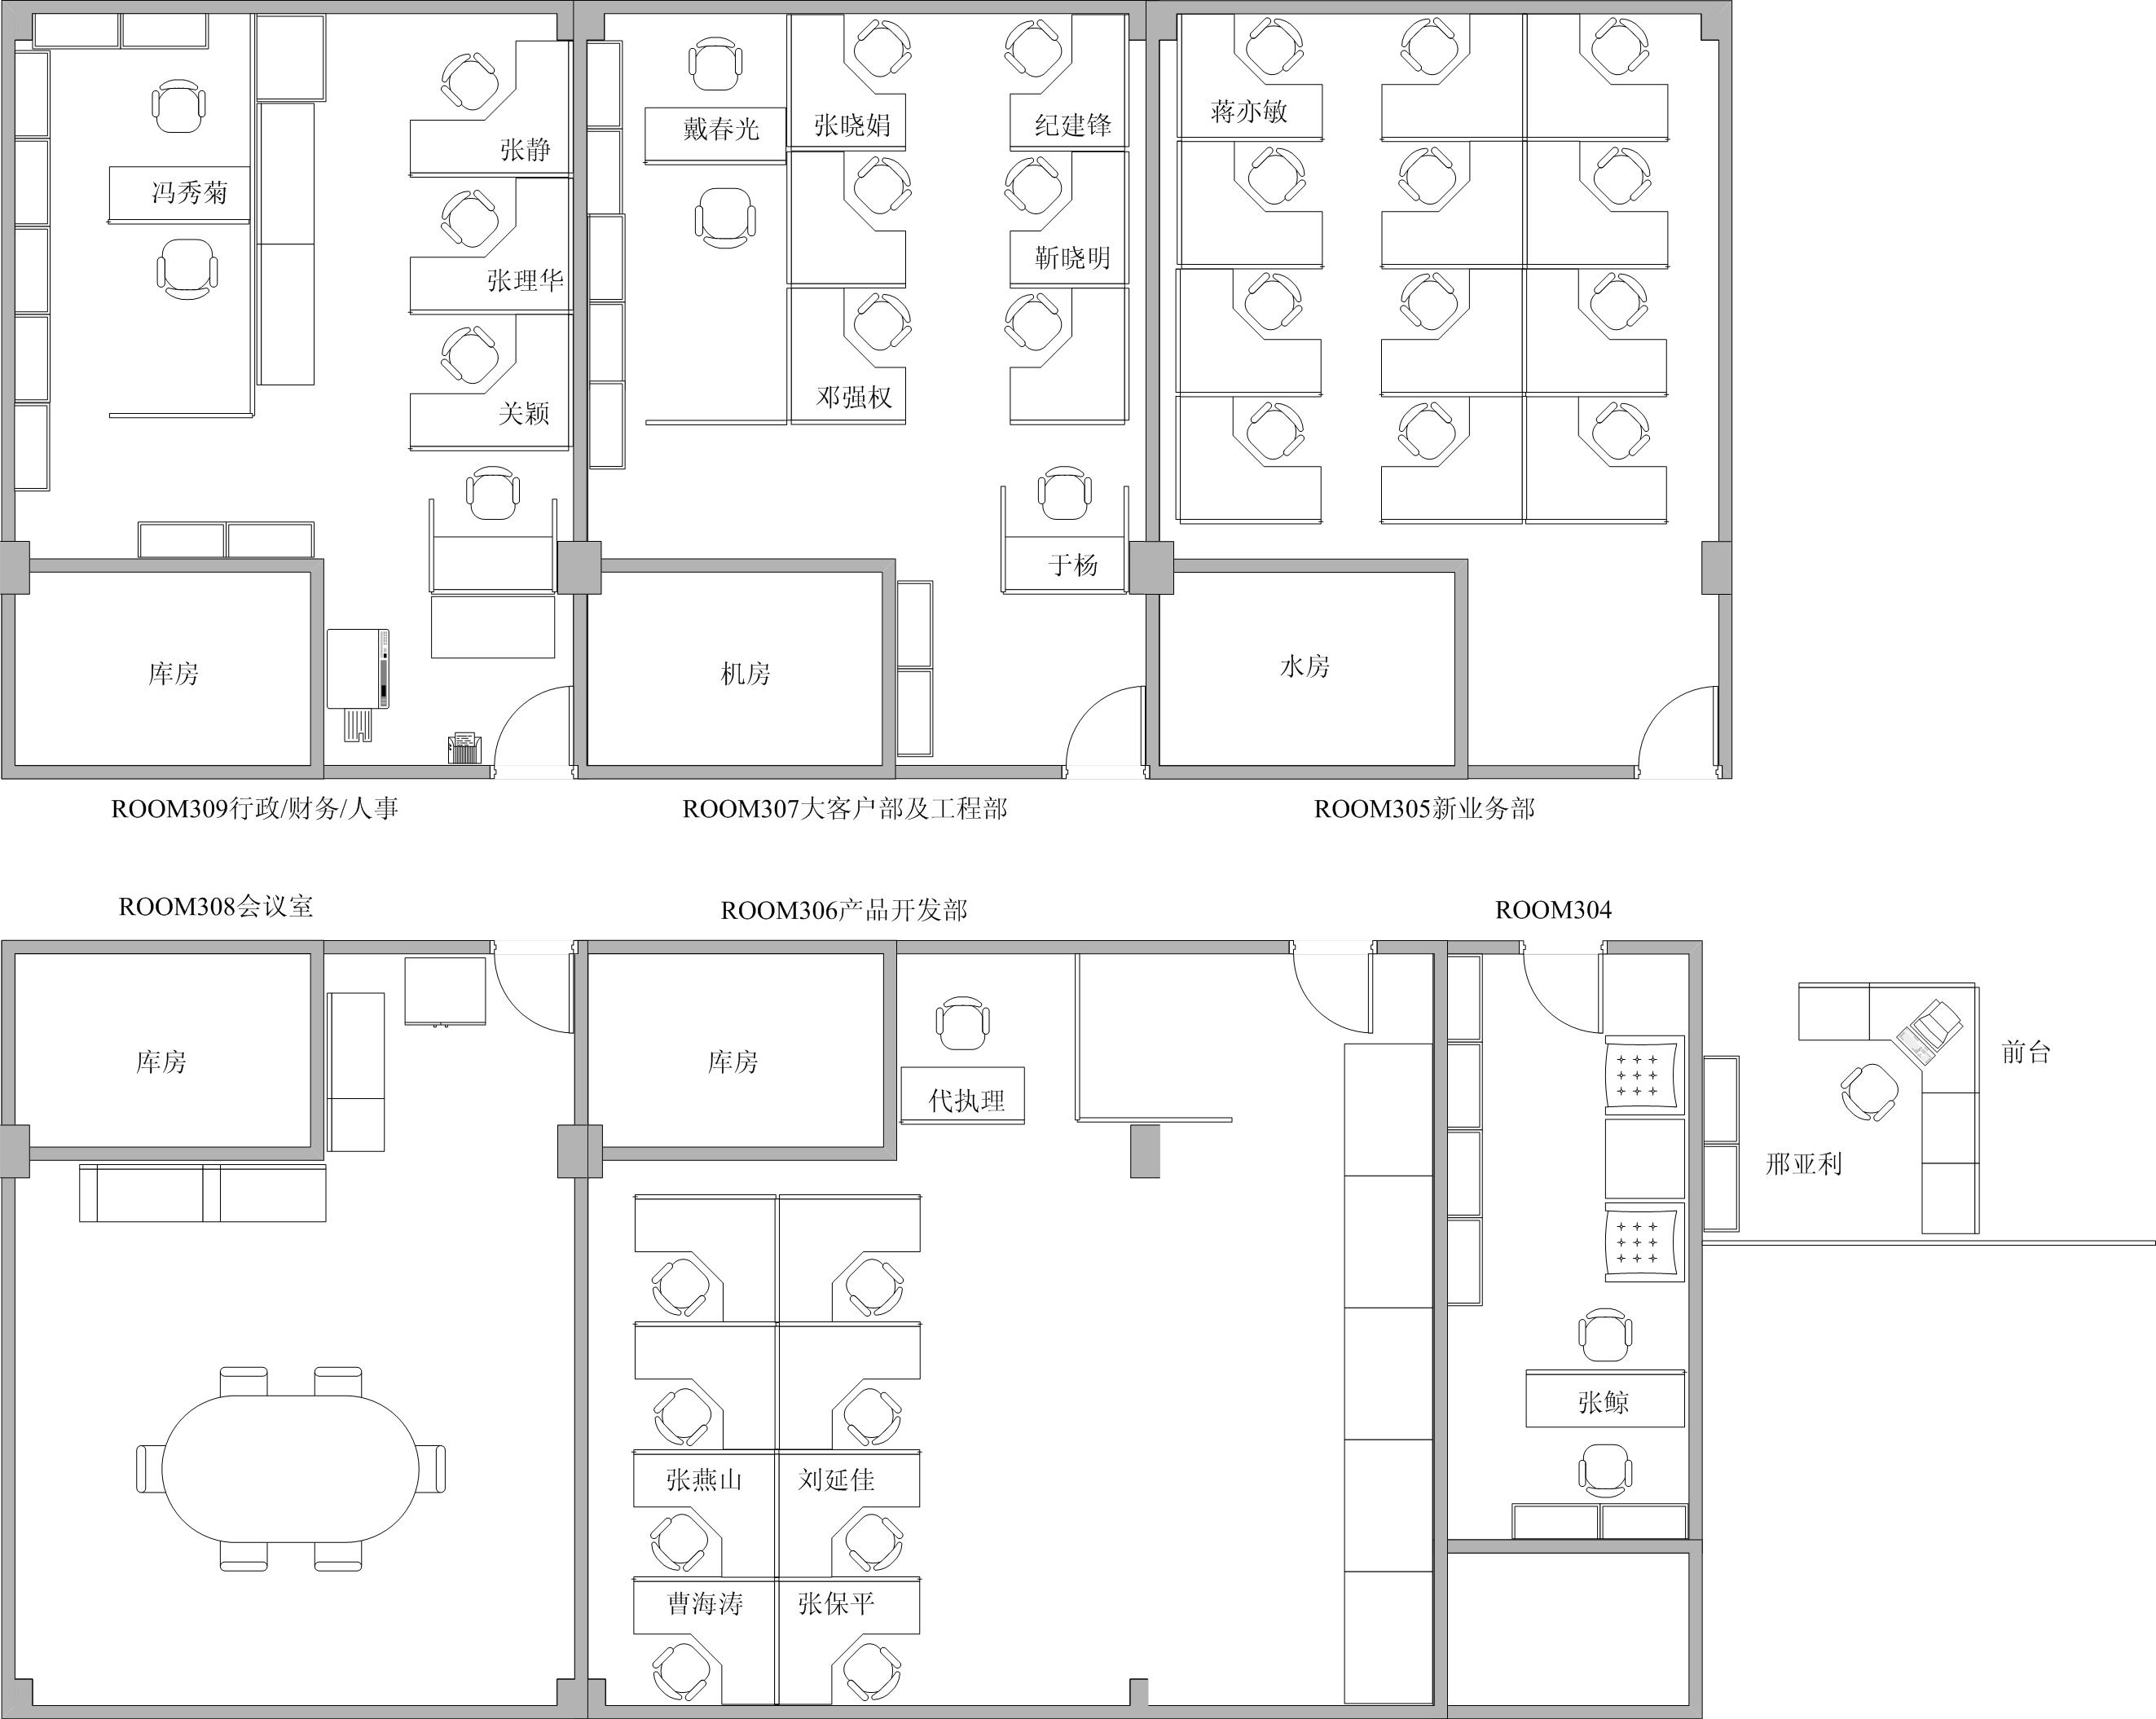 蒋亦敏
戴春光
张晓娟
纪建锋
张静
冯秀菊
靳晓明
张理华
邓强权
关颖
于杨
库房
机房
水房
ROOM309行政/财务/人事
ROOM307大客户部及工程部
ROOM305新业务部
ROOM308会议室
ROOM306产品开发部
ROOM304
库房
库房
代执理
前台
邢亚利
张鲸
张燕山
刘延佳
曹海涛
张保平